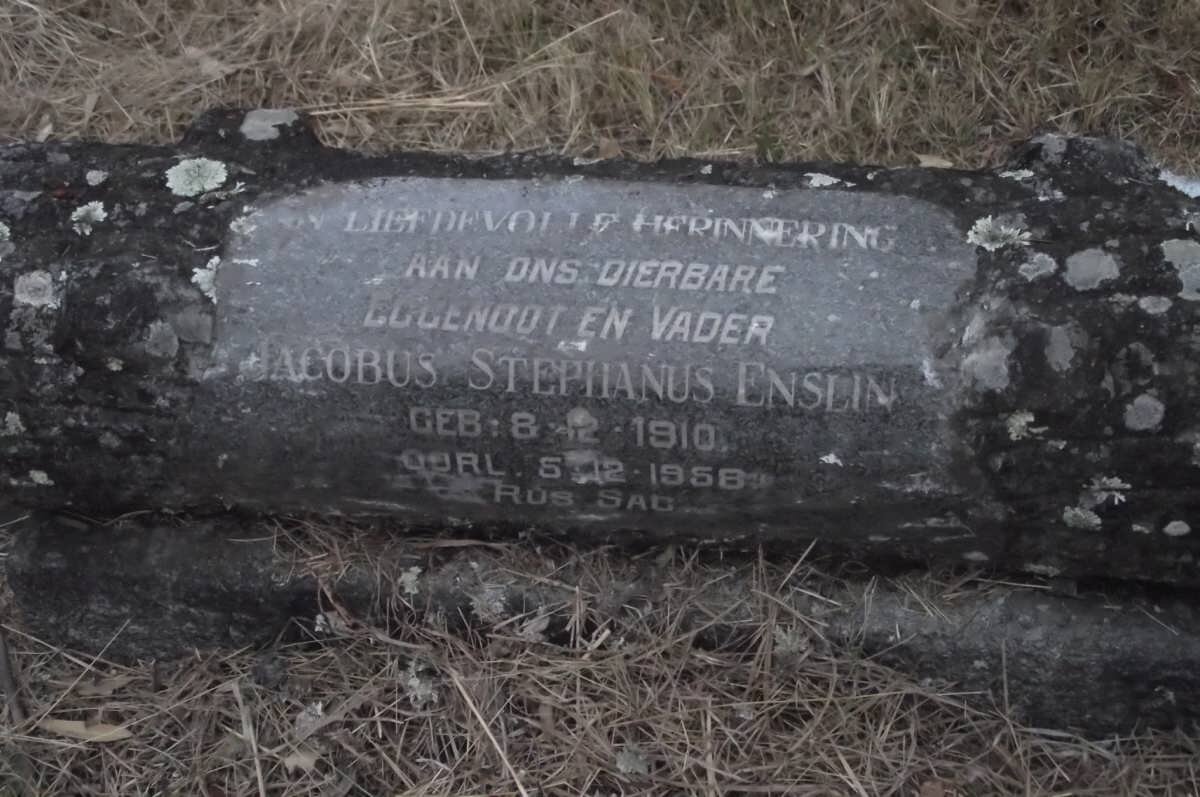 IN LIEFDEVOLLE HERINNERING
AAN ONS DIERBARE
EGGENOOT EN VADER
JACOBUS STEPHANUS ENSLIN
GEB: 8-12-1910.
OORL. 5-12-1958
RUS SAG